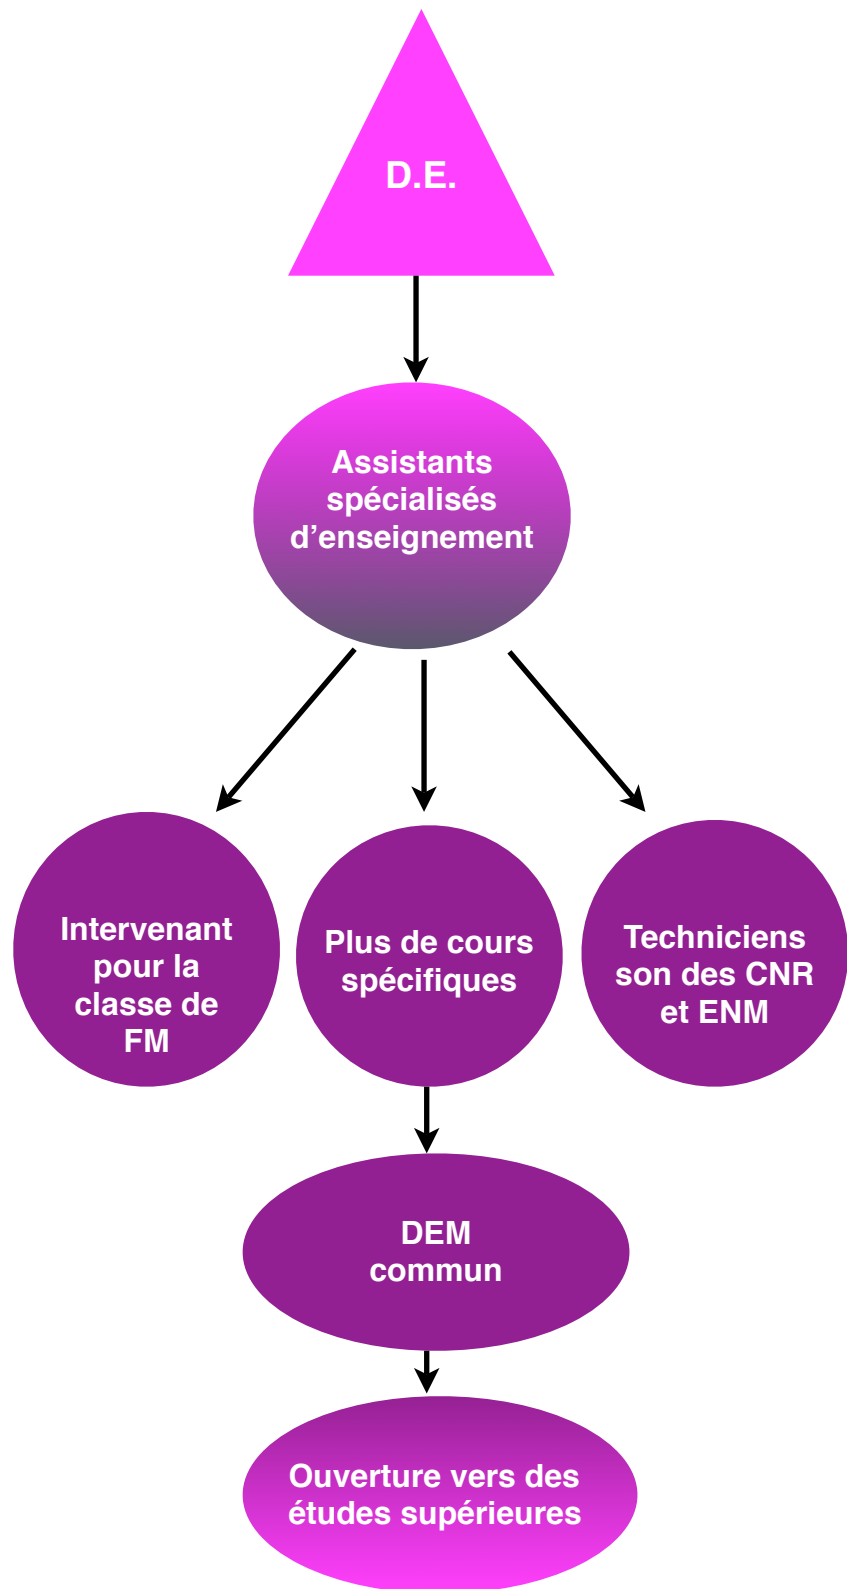 D.E.
Assistants
spécialisés
d’enseignement
Intervenant
pour la
classe de
FM
Plus de cours
spécifiques
Techniciens
son des CNR
et ENM
DEM
commun
Ouverture vers des
études supérieures